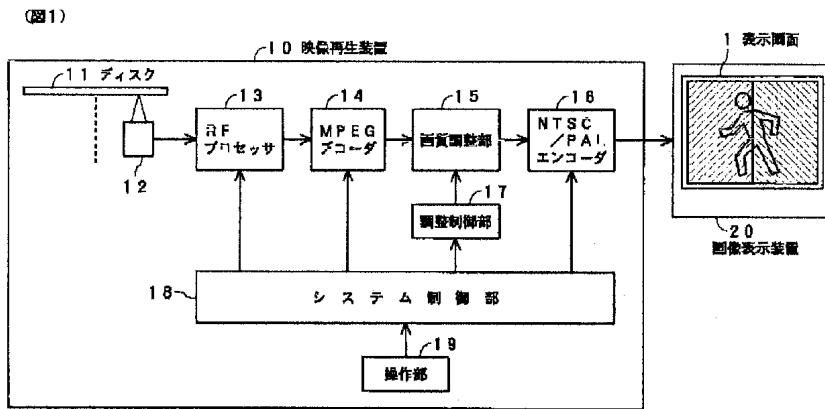 (図1)
10 映像再生装置
1 表示画面
11 ディスク
13
14
15
16
RF
プロセッサ
MPEG
デコーダ
画質調整部
NTSC
/PAL
エンコーダ
12
17
調整制御部
20
画像表示装置
18
システム制御部
19
操作部